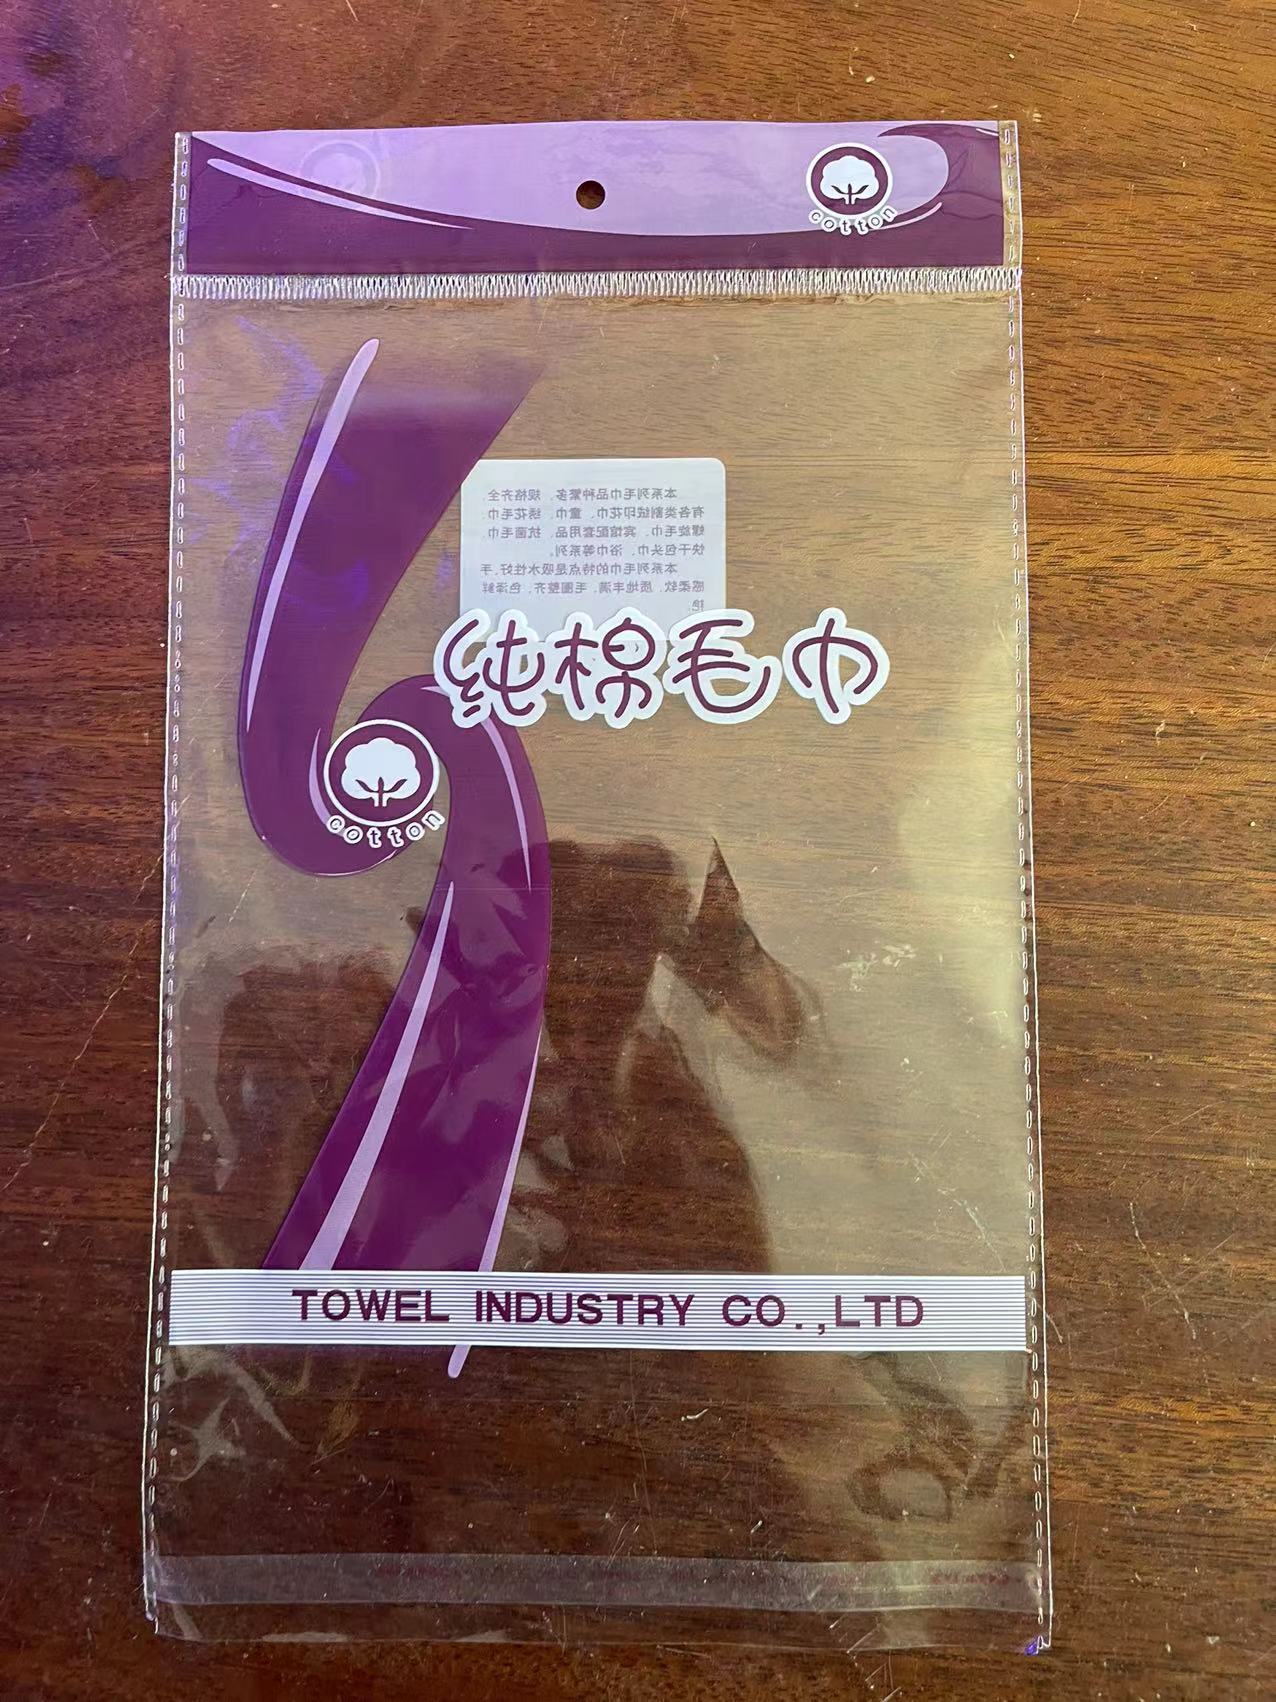 cotton
本系列毛巾品种繁多、规格齐全、
有各类割绒印花巾、童巾、绣花毛巾、
螺旋毛巾、宾馆配套用品、抗菌毛巾、
快干包头巾、浴巾等系列。
本系列毛巾的特点是吸水性好、手
感柔软、质地丰满、毛圈整齐、色泽鲜
艳。
纯棉毛巾
cotton
TOWEL INDUSTRY CO.,LTD